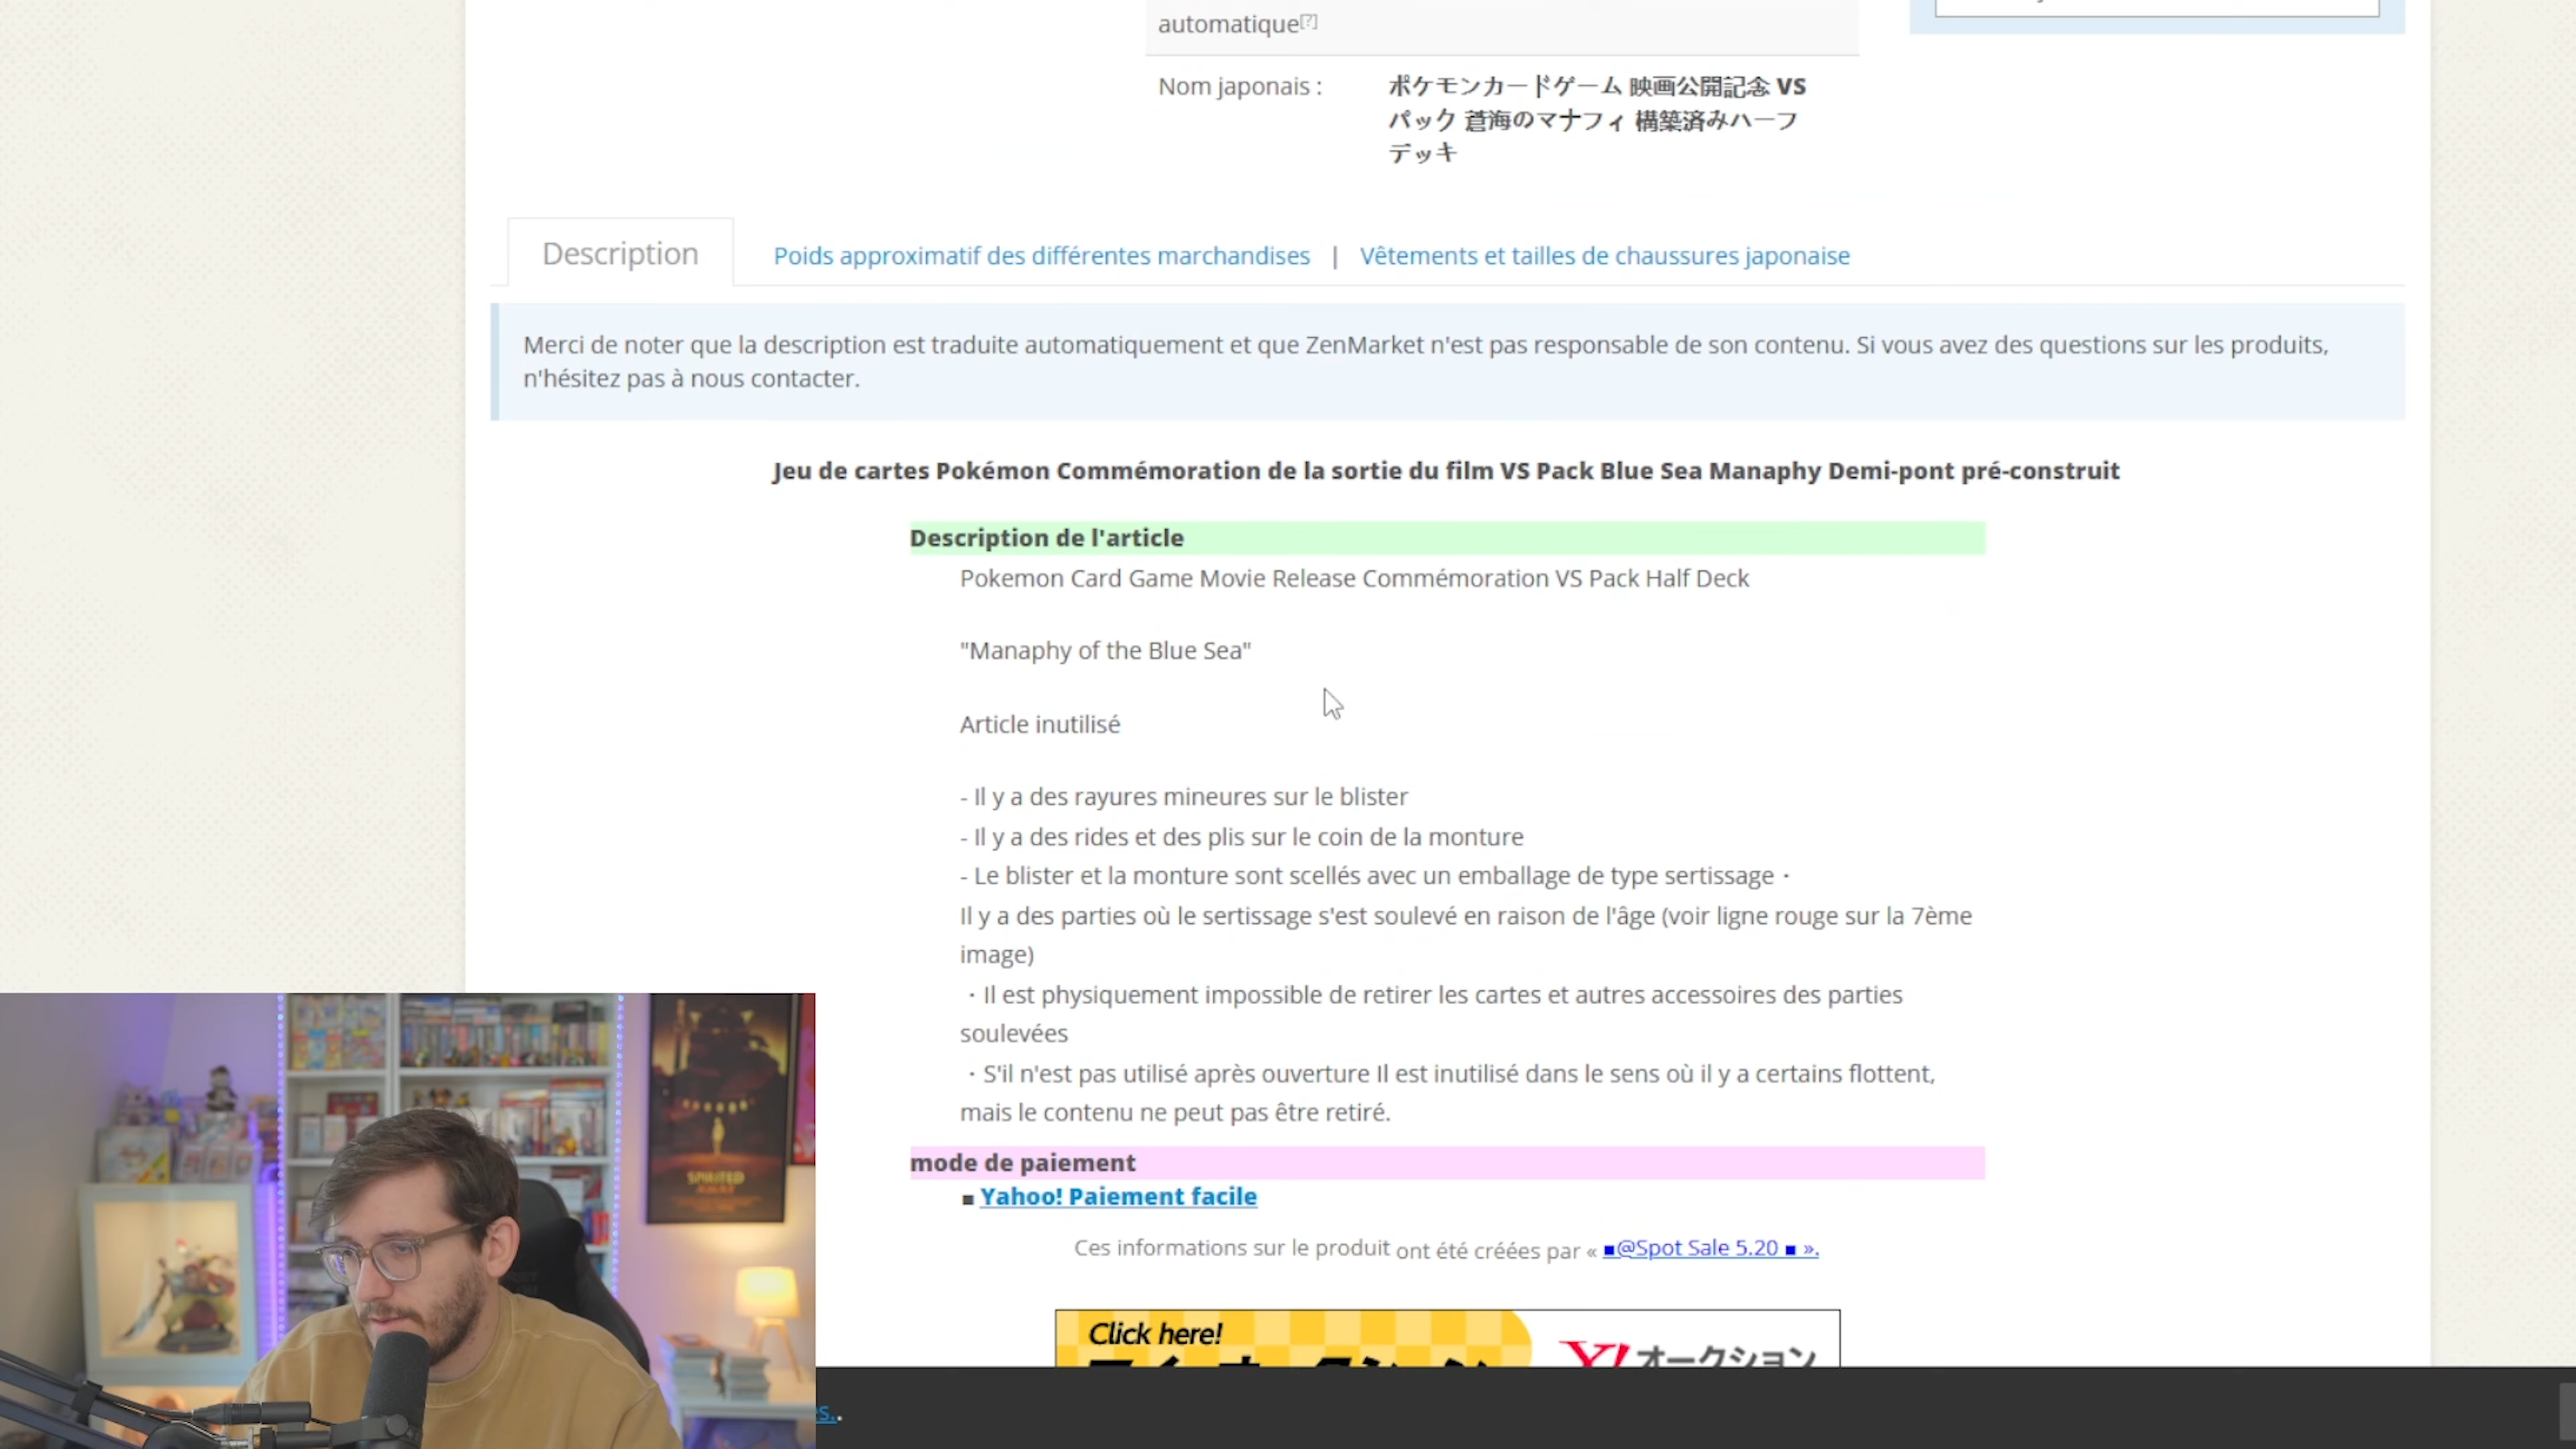 automatique[?]
Nom japonais :
ポケモンカードゲーム 映画公開記念 VS
パック 蒼海のマナフィ 構築済みハーフ
デッキ
Description
Poids approximatif des différentes marchandises | Vêtements et tailles de chaussures japonaise
Merci de noter que la description est traduite automatiquement et que ZenMarket n'est pas responsable de son contenu. Si vous avez des questions sur les produits,
n'hésitez pas à nous contacter.
Jeu de cartes Pokémon Commémoration de la sortie du film VS Pack Blue Sea Manaphy Demi-pont pré-construit
Description de l'article
Pokemon Card Game Movie Release Commémoration VS Pack Half Deck
"Manaphy of the Blue Sea"
Article inutilisé
- Il y a des rayures mineures sur le blister
- Il y a des rides et des plis sur le coin de la monture
- Le blister et la monture sont scellés avec un emballage de type sertissage ・
Il y a des parties où le sertissage s'est soulevé en raison de l'âge (voir ligne rouge sur la 7ème
image)
・Il est physiquement impossible de retirer les cartes et autres accessoires des parties
soulevées
・S'il n'est pas utilisé après ouverture Il est inutilisé dans le sens où il y a certains flottent,
mais le contenu ne peut pas être retiré.
mode de paiement
■ Yahoo! Paiement facile
Ces informations sur le produit ont été créées par « ■@Spot Sale 5.20 ■ ».
Click here!
Y! オークション
SPIRITED
AWAY
s..